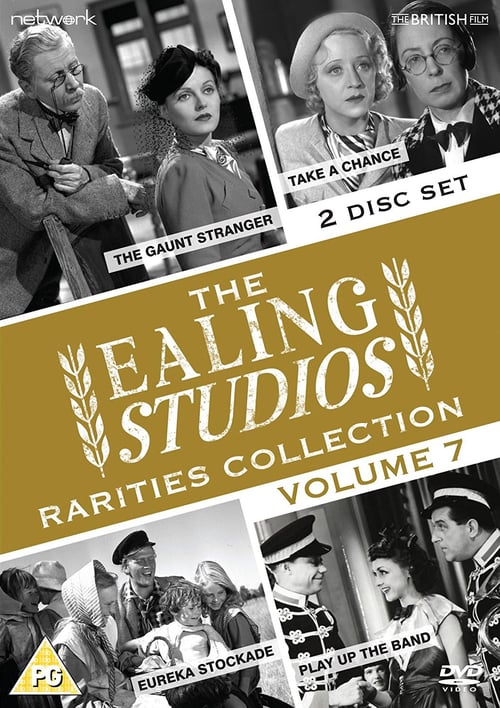 network
THE BRITISH FILM
THE GAUNT STRANGER
TAKE A CHANCE
2 DISC SET
THE
EALING
STUDIOS
RARITIES COLLECTION
VOLUME 7
EUREKA STOCKADE
PLAY UP THE BAND
PG
DVD
VIDEO